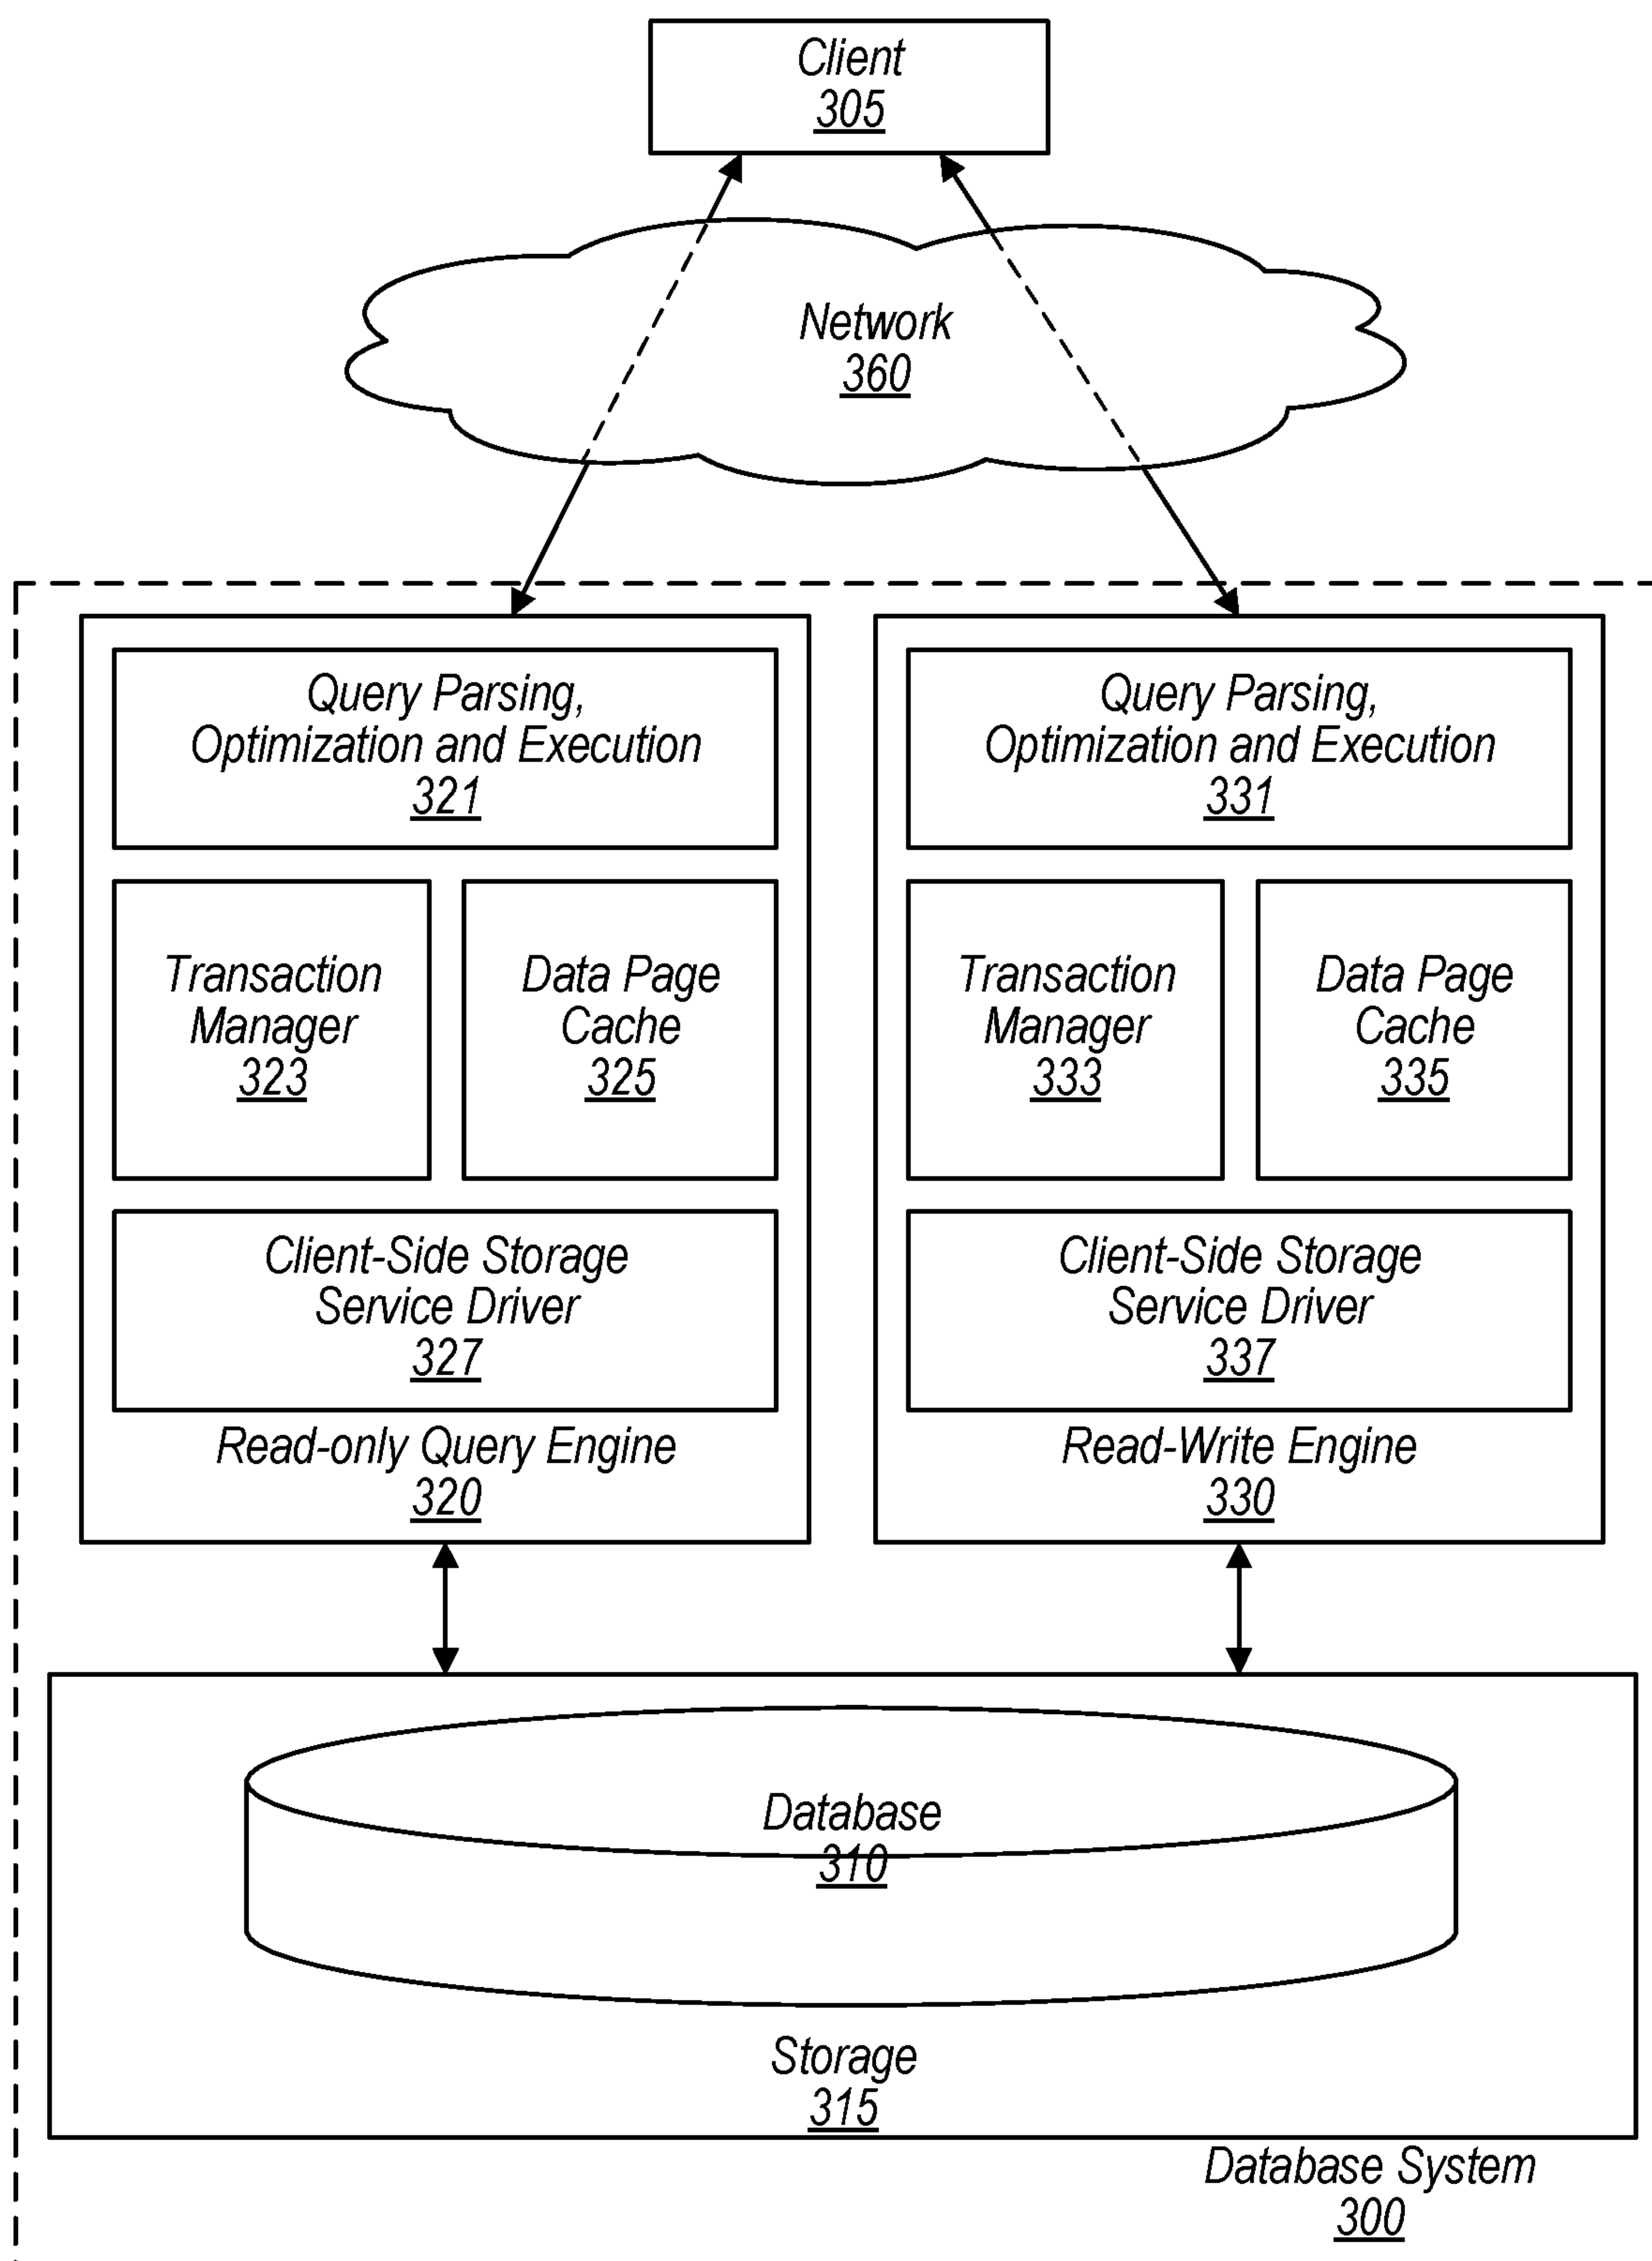 Client
305
Network
360
Query Parsing,
Optimization and Execution
321
Transaction
Manager
323
Data Page
Cache
325
Client-Side Storage
Service Driver
327
Read-only Query Engine
320
Query Parsing,
Optimization and Execution
331
Transaction
Manager
333
Data Page
Cache
335
Client-Side Storage
Service Driver
337
Read-Write Engine
330
Database
310
Storage
315
Database System
300